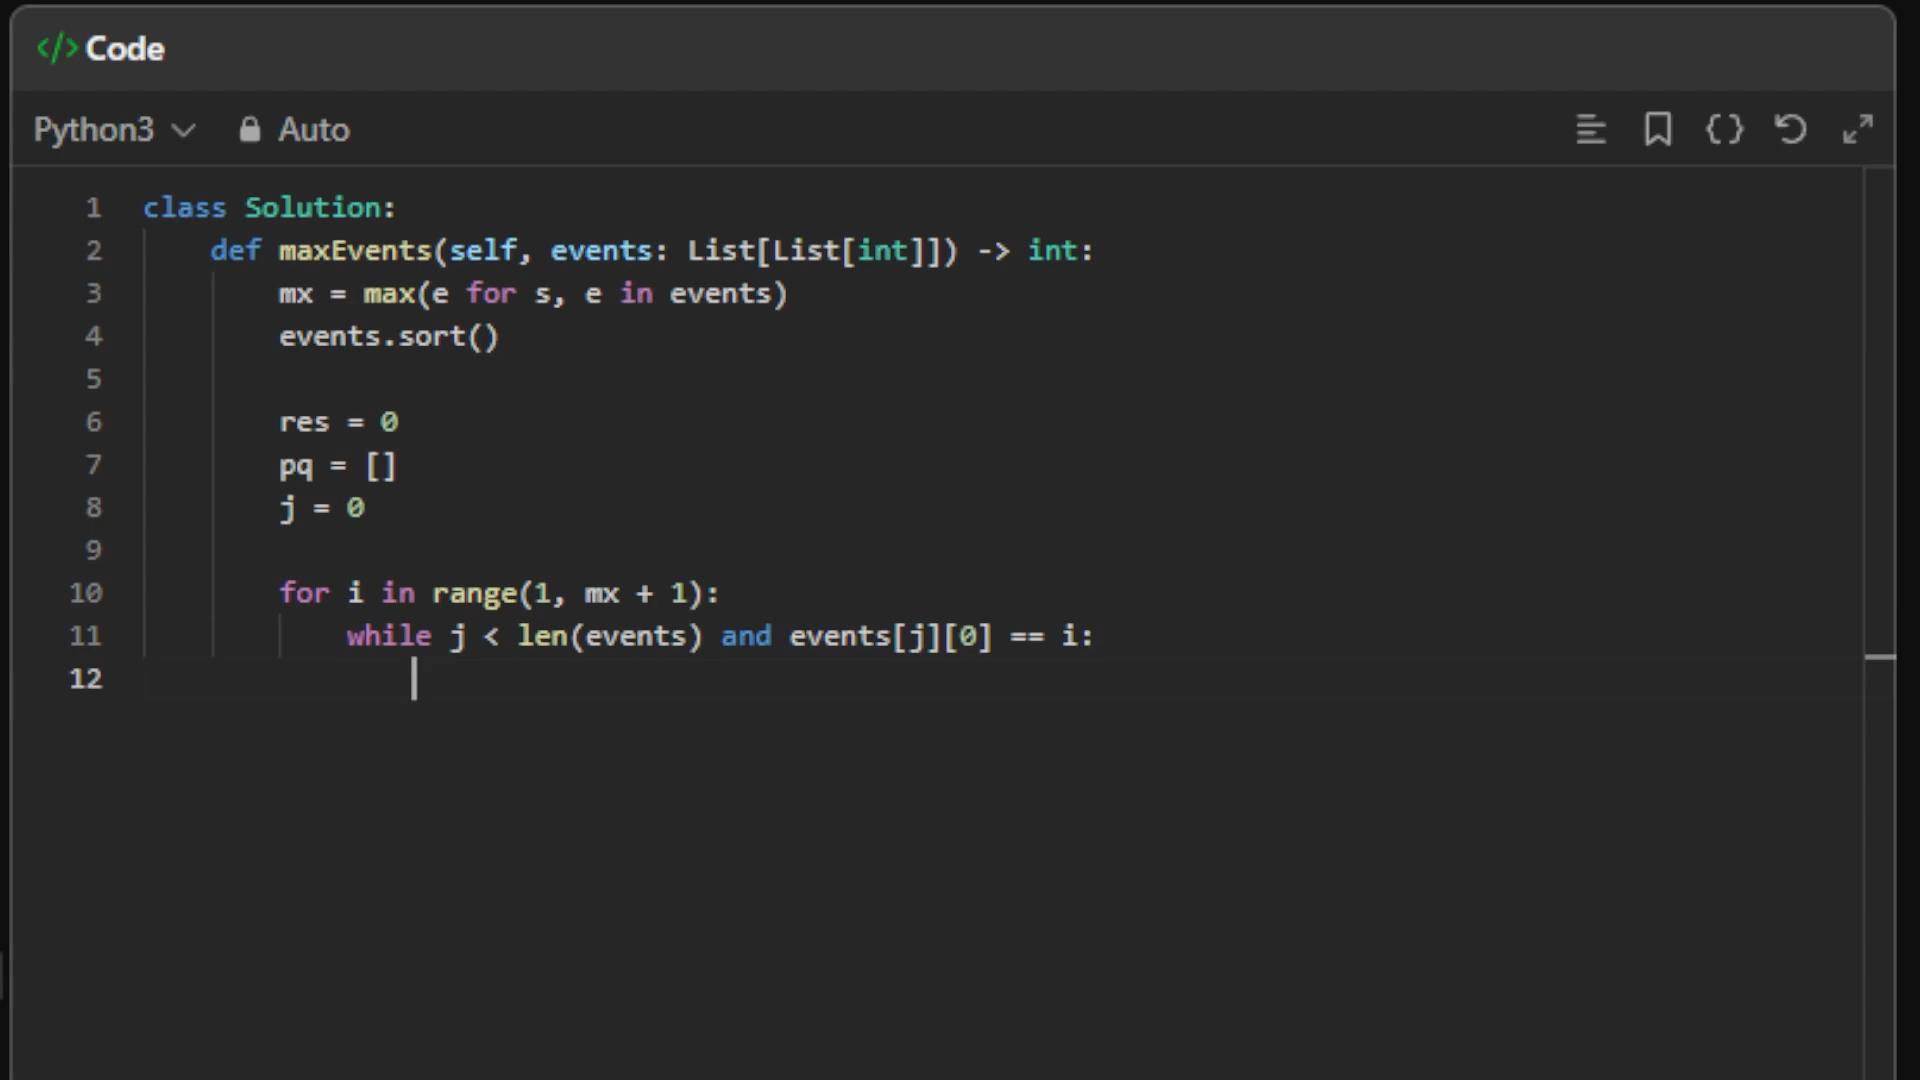 </> Code
Python3 Auto
1 class Solution:
2 def maxEvents(self, events: List[List[int]]) -> int:
3 mx = max(e for s, e in events)
4 events.sort()
5
6 res = 0
7 pq = []
8 j = 0
9
10 for i in range(1, mx + 1):
11 while j < len(events) and events[j][0] == i:
12